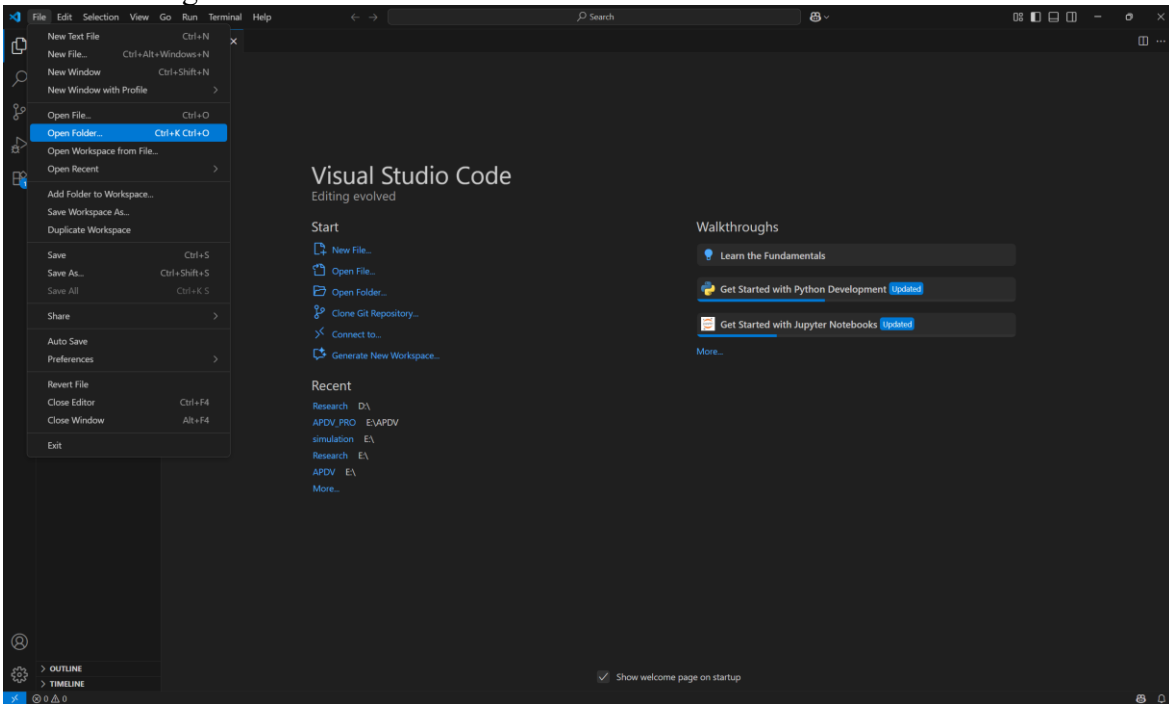 File Edit Selection View Go Run Terminal Help
Search
New Text File Ctrl+N
New File... Ctrl+Alt+Windows+N
New Window Ctrl+Shift+N
New Window with Profile
Open File... Ctrl+O
Open Folder... Ctrl+K Ctrl+O
Open Workspace from File...
Open Recent
Add Folder to Workspace...
Save Workspace As...
Duplicate Workspace
Save Ctrl+S
Save As... Ctrl+Shift+S
Save All Ctrl+K S
Share
Auto Save
Preferences
Revert File
Close Editor Ctrl+F4
Close Window Alt+F4
Exit
1
Visual Studio Code
Editing evolved
Start
New File...
Open File...
Open Folder...
Clone Git Repository...
Connect to...
Generate New Workspace...
Recent
Research D:\
APDV_PRO E:\APDV
simulation E:\
Research E:\
APDV E:\
More...
Walkthroughs
Learn the Fundamentals
Get Started with Python Development Updated
Get Started with Jupyter Notebooks Updated
More...
OUTLINE
TIMELINE
Show welcome page on startup
0 0